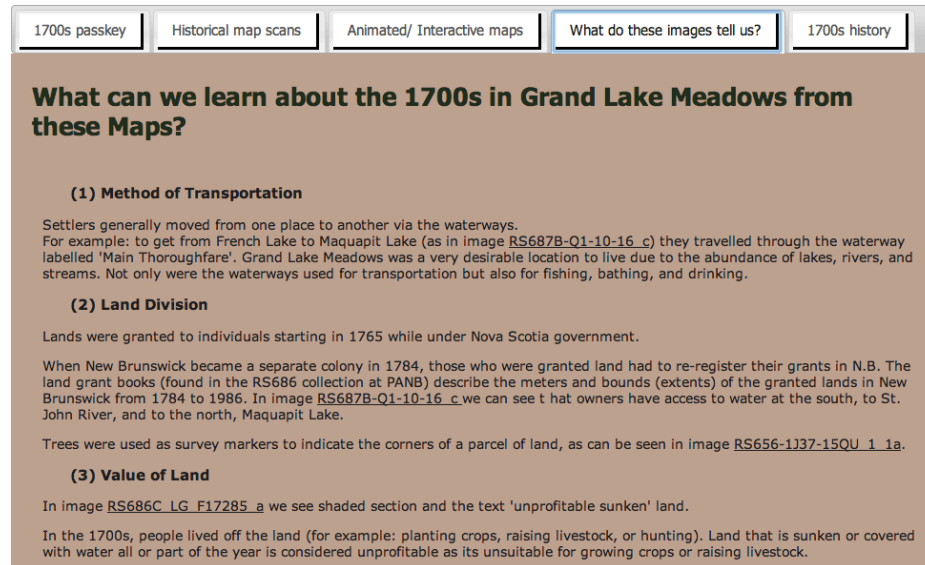 1700s passkey
Historical map scans
Animated/ Interactive maps
What do these images tell us?
1700s history
What can we learn about the 1700s in Grand Lake Meadows from
these Maps?
(1) Method of Transportation
Settlers generally moved from one place to another via the waterways.
For example: to get from French Lake to Maquapit Lake (as in image RS687B-Q1-10-16_c) they travelled through the waterway
labelled 'Main Thoroughfare'. Grand Lake Meadows was a very desirable location to live due to the abundance of lakes, rivers, and
streams. Not only were the waterways used for transportation but also for fishing, bathing, and drinking.
(2) Land Division
Lands were granted to individuals starting in 1765 while under Nova Scotia government.
When New Brunswick became a separate colony in 1784, those who were granted land had to re-register their grants in N.B. The
land grant books (found in the RS686 collection at PANB) describe the meters and bounds (extents) of the granted lands in New
Brunswick from 1784 to 1986. In image RS687B-Q1-10-16_c we can see t hat owners have access to water at the south, to St.
John River, and to the north, Maquapit Lake.
Trees were used as survey markers to indicate the corners of a parcel of land, as can be seen in image RS656-1J37-15QU_1_1a.
(3) Value of Land
In image RS686C_LG_F17285_a we see shaded section and the text 'unprofitable sunken' land.
In the 1700s, people lived off the land (for example: planting crops, raising livestock, or hunting). Land that is sunken or covered
with water all or part of the year is considered unprofitable as its unsuitable for growing crops or raising livestock.